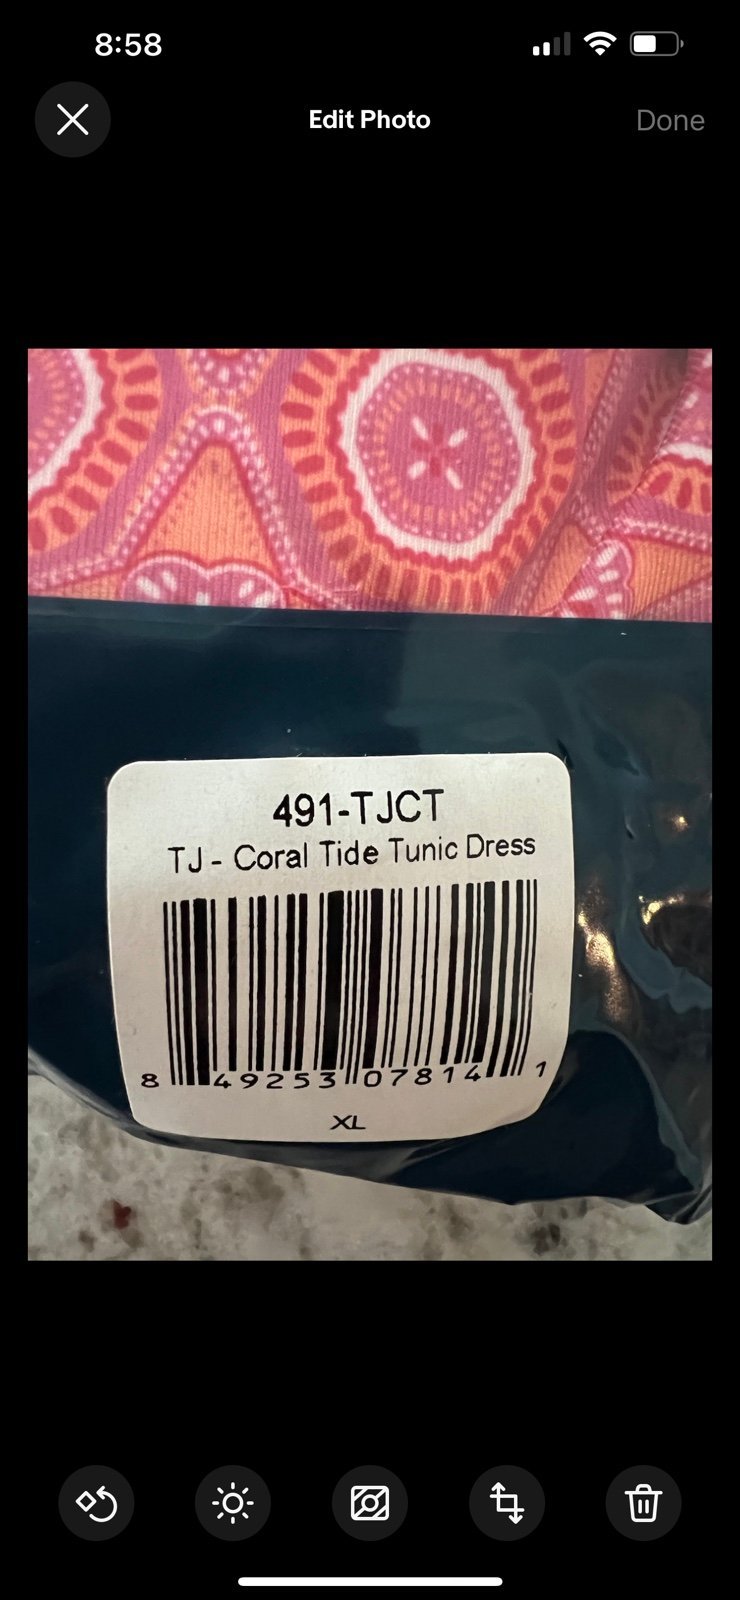 8:58
Edit Photo
Done
491-TJCT
TJ - Coral Tide Tunic Dress
8 49253 07814 1
XL